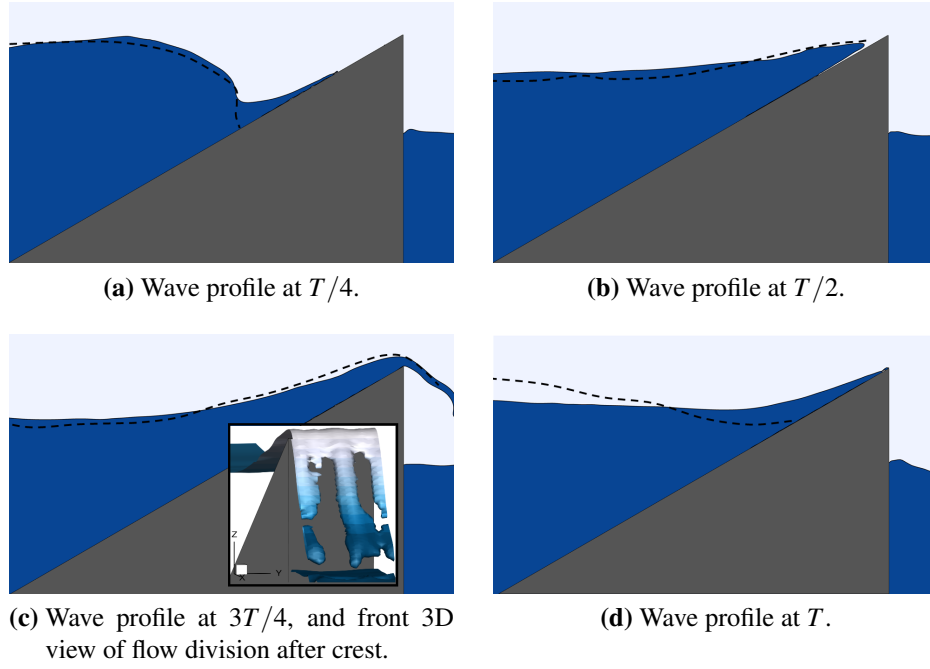 (a) Wave profile at T/4.
(b) Wave profile at T/2.
Z
X
Y
(c) Wave profile at 3T/4, and front 3D
view of flow division after crest.
(d) Wave profile at T.